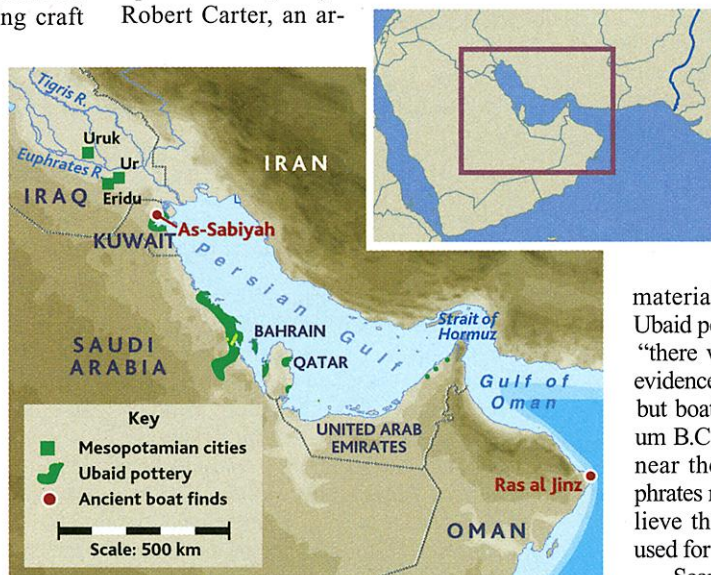 ng craft
Robert Carter, an ar-
Tigris R.
Uruk
Ur
Euphrates R
Eridu
IRAN
IRAQ
As-Sabiyah
KUWAIT
Persian Gulf
Strait of
Hormuz
BAHRAIN
SAUDI
ARABIA
QATAR
Gulf of
Oman
UNITED ARAB
EMIRATES
Ras al Jinz
OMAN
Key
Mesopotamian cities
Ubaid pottery
Ancient boat finds
Scale: 500 km
materia
Ubaid po
“there
evidence
but boat
um B.C.
near the
phrates
lieve th
used for